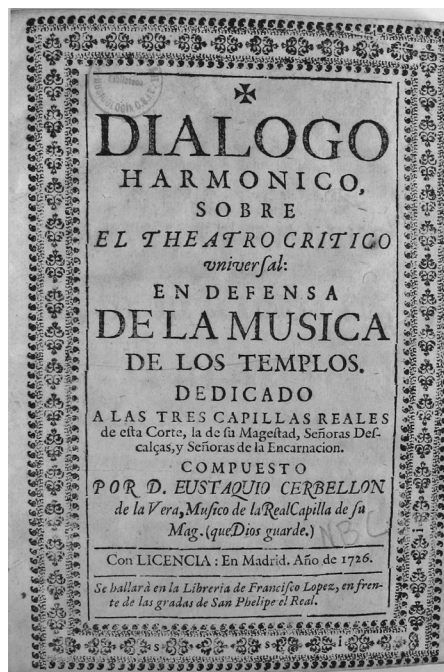 ✠
DIALOGO
HARMONICO,
SOBRE
EL THEATRO CRITICO
vniverſal:
EN DEFENSA
DE LA MUSICA
DE LOS TEMPLOS.
DEDICADO
A LAS TRES CAPILLAS REALES
de eſta Corte, la de ſu Mageſtad, Señoras Deſ-
calças, y Señoras de la Encarnacion.
COMPUESTO
POR D. EUSTAQUIO CERBELLON
de la Vera, Muſico de la Real Capilla de ſu
Mag. (que Dios guarde.)
NBC
Con LICENCIA: En Madrid. Año de 1726.
Se hallarà en la Libreria de Franciſco Lopez, en fren-
te de las gradas de San Phelipe el Real.